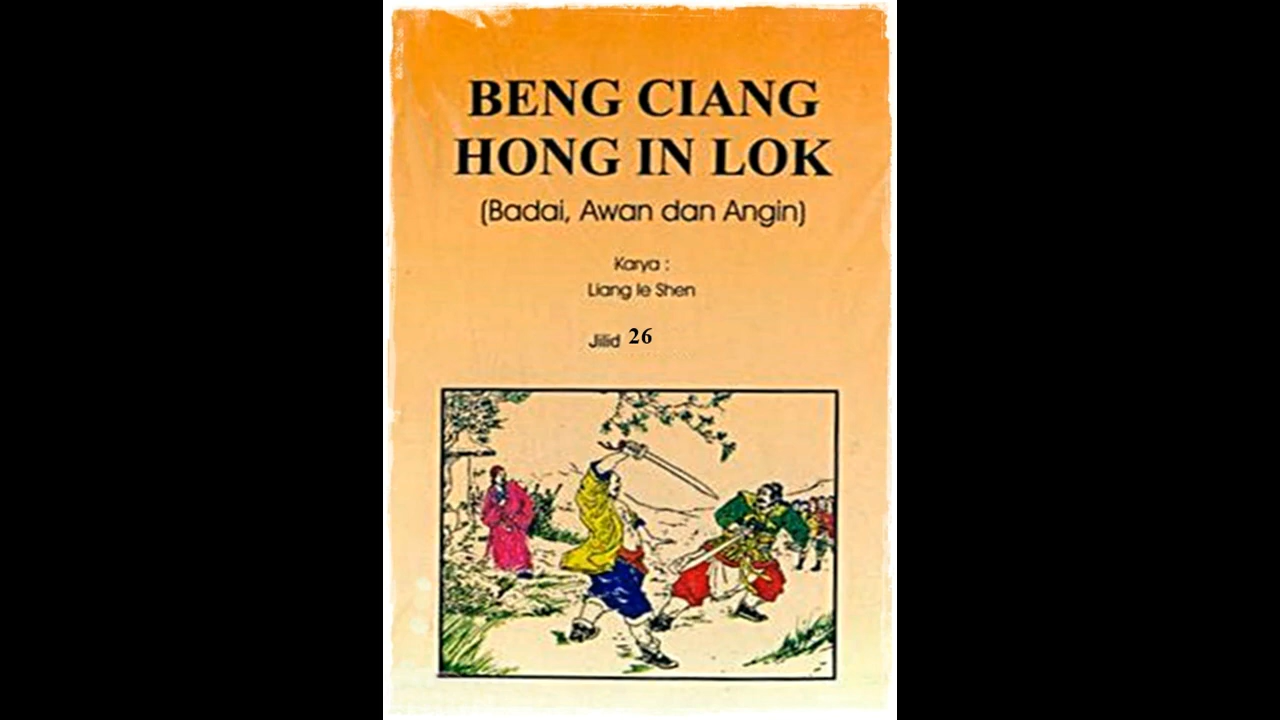 BENG CIANG
HONG IN LOK
(Badai, Awan dan Angin)
Karya :
Liang Ie Shen
Jilid 26